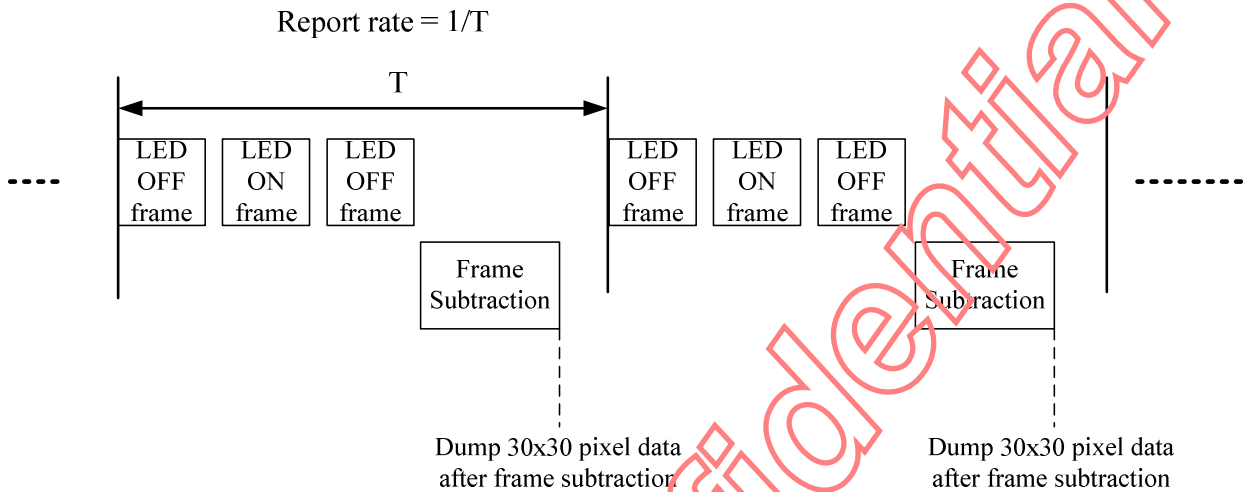 Report rate = 1/T
T
LED
OFF
frame
LED
ON
frame
LED
OFF
frame
LED
OFF
frame
LED
ON
frame
LED
OFF
frame
Frame
Subtraction
Frame
Subtraction
Dump 30x30 pixel data
after frame subtraction
Dump 30x30 pixel data
after frame subtraction
fidential